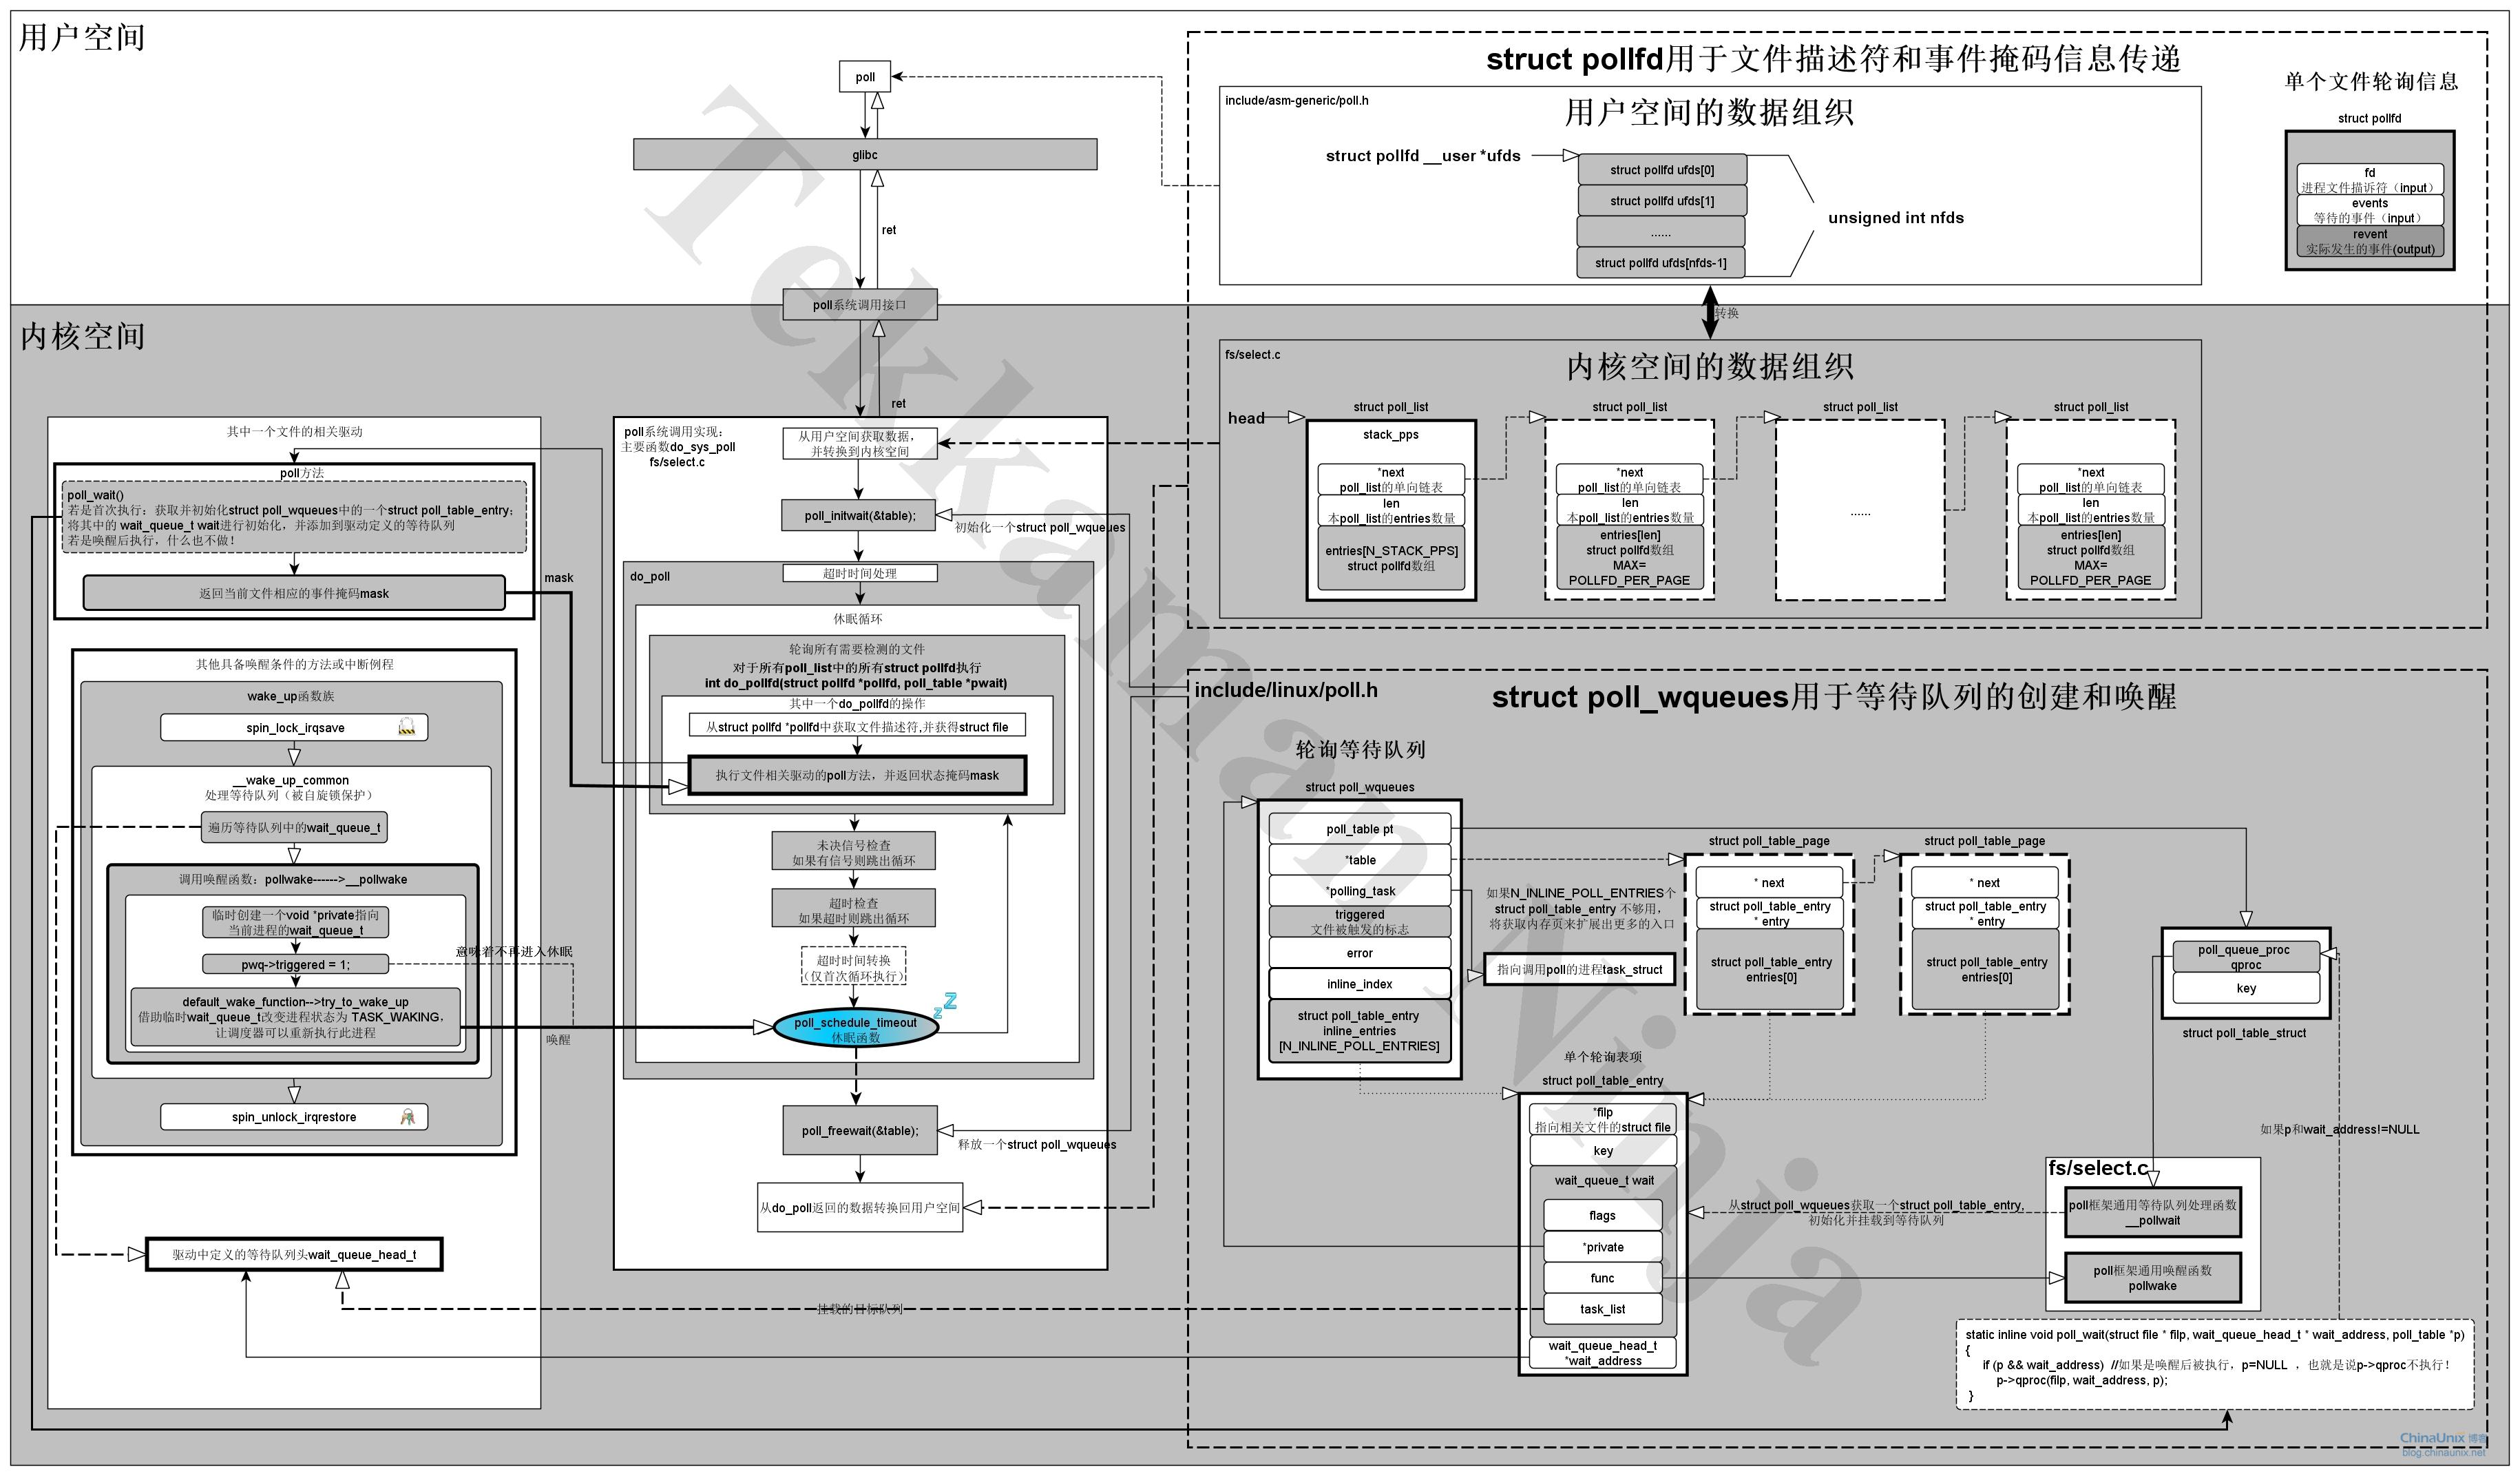 用户空间
poll
glibc
ret
poll系统调用接口
struct pollfd用于文件描述符和事件掩码信息传递
include/asm-generic/poll.h
用户空间的数据组织
struct pollfd __user *ufds
struct pollfd ufds[0]
struct pollfd ufds[1]
......
struct pollfd ufds[nfds-1]
unsigned int nfds
单个文件轮询信息
struct pollfd
fd
进程文件描诉符（input）
events
等待的事件（input）
revent
实际发生的事件(output)
转换
内核空间
ret
fs/select.c
内核空间的数据组织
head
struct poll_list
stack_pps
*next
poll_list的单向链表
len
本poll_list的entries数量
entries[N_STACK_PPS]
struct pollfd数组
struct poll_list
*next
poll_list的单向链表
len
本poll_list的entries数量
entries[len]
struct pollfd数组
MAX=
POLLFD_PER_PAGE
struct poll_list
......
struct poll_list
*next
poll_list的单向链表
len
本poll_list的entries数量
entries[len]
struct pollfd数组
MAX=
POLLFD_PER_PAGE
其中一个文件的相关驱动
poll方法
poll_wait()
若是首次执行：获取并初始化struct poll_wqueues中的一个struct poll_table_entry；
将其中的 wait_queue_t wait进行初始化，并添加到驱动定义的等待队列
若是唤醒后执行，什么也不做！
返回当前文件相应的事件掩码mask
mask
其他具备唤醒条件的方法或中断例程
wake_up函数族
spin_lock_irqsave
__wake_up_common
处理等待队列（被自旋锁保护）
遍历等待队列中的wait_queue_t
调用唤醒函数：pollwake------>__pollwake
临时创建一个void *private指向
当前进程的wait_queue_t
意味着不再进入休眠
pwq->triggered = 1;
default_wake_function-->try_to_wake_up
借助临时wait_queue_t改变进程状态为 TASK_WAKING，
让调度器可以重新执行此进程
唤醒
spin_unlock_irqrestore
驱动中定义的等待队列头wait_queue_head_t
挂载的目标队列
poll系统调用实现：
主要函数do_sys_poll
fs/select.c
从用户空间获取数据，
并转换到内核空间
poll_initwait(&table);
初始化一个struct poll_wqueues
do_poll
超时时间处理
休眠循环
轮询所有需要检测的文件
对于所有poll_list中的所有struct pollfd执行
int do_pollfd(struct pollfd *pollfd, poll_table *pwait)
其中一个do_pollfd的操作
从struct pollfd *pollfd中获取文件描述符,并获得struct file
执行文件相关驱动的poll方法，并返回状态掩码mask
未决信号检查
如果有信号则跳出循环
超时检查
如果超时则跳出循环
超时时间转换
（仅首次循环执行）
zZ
poll_schedule_timeout
休眠函数
poll_freewait(&table);
释放一个struct poll_wqueues
从do_poll返回的数据转换回用户空间
include/linux/poll.h
struct poll_wqueues用于等待队列的创建和唤醒
轮询等待队列
struct poll_wqueues
poll_table pt
*table
*polling_task
triggered
文件被触发的标志
error
inline_index
struct poll_table_entry
inline_entries
[N_INLINE_POLL_ENTRIES]
如果N_INLINE_POLL_ENTRIES个
struct poll_table_entry 不够用，
将获取内存页来扩展出更多的入口
指向调用poll的进程task_struct
struct poll_table_page
* next
struct poll_table_entry
* entry
struct poll_table_entry
entries[0]
struct poll_table_page
* next
struct poll_table_entry
* entry
struct poll_table_entry
entries[0]
poll_queue_proc
qproc
key
struct poll_table_struct
单个轮询表项
struct poll_table_entry
*filp
指向相关文件的struct file
key
wait_queue_t wait
flags
*private
func
task_list
wait_queue_head_t
*wait_address
如果p和wait_address!=NULL
fs/select.c
poll框架通用等待队列处理函数
__pollwait
poll框架通用唤醒函数
pollwake
从struct poll_wqueues获取一个struct poll_table_entry,
初始化并挂载到等待队列
static inline void poll_wait(struct file * filp, wait_queue_head_t * wait_address, poll_table *p)
{
if (p && wait_address) //如果是唤醒后被执行，p=NULL ，也就是说p->qproc不执行！
p->qproc(filp, wait_address, p);
}
Tekkaman Ninja
ChinaUnix 博客
blog.chinaunix.net